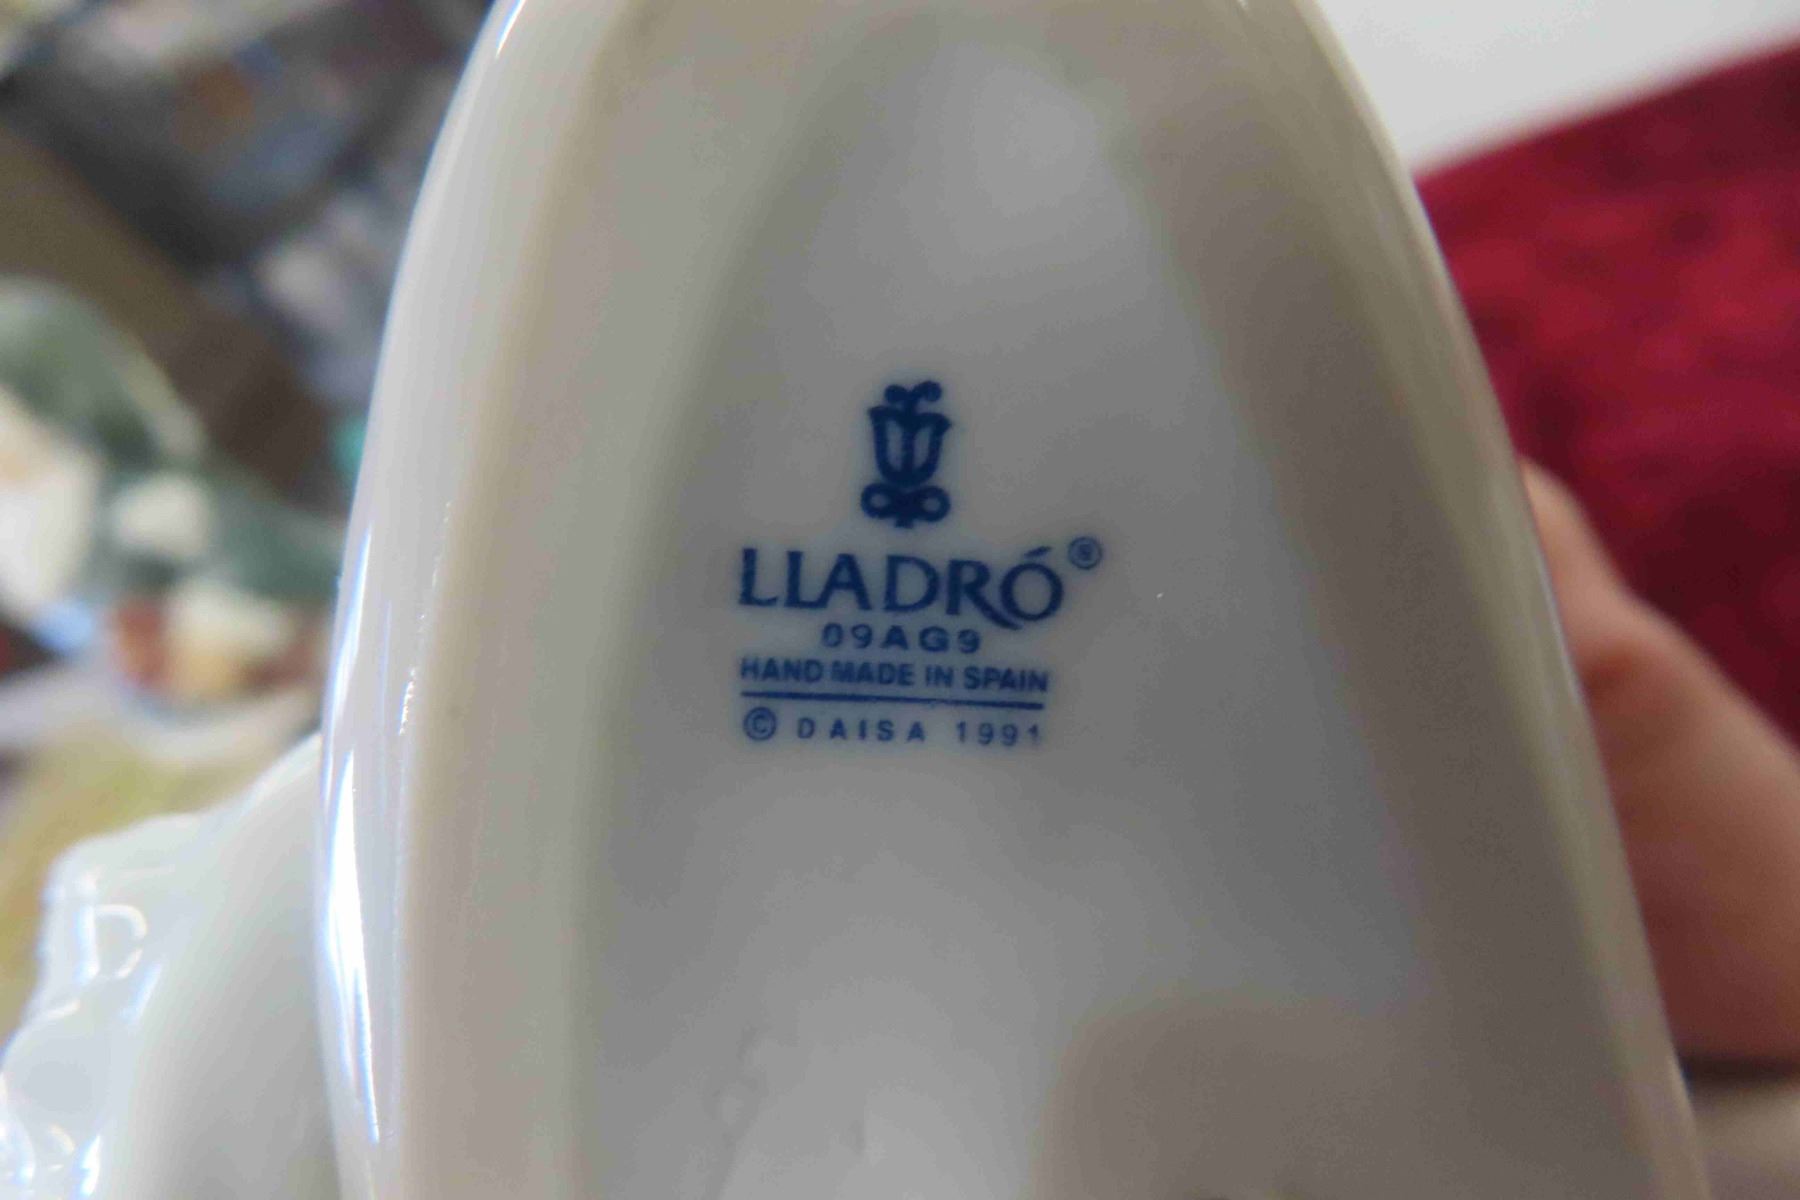 LLADRÓ®
09AG9
HAND MADE IN SPAIN
© DAISA 1991